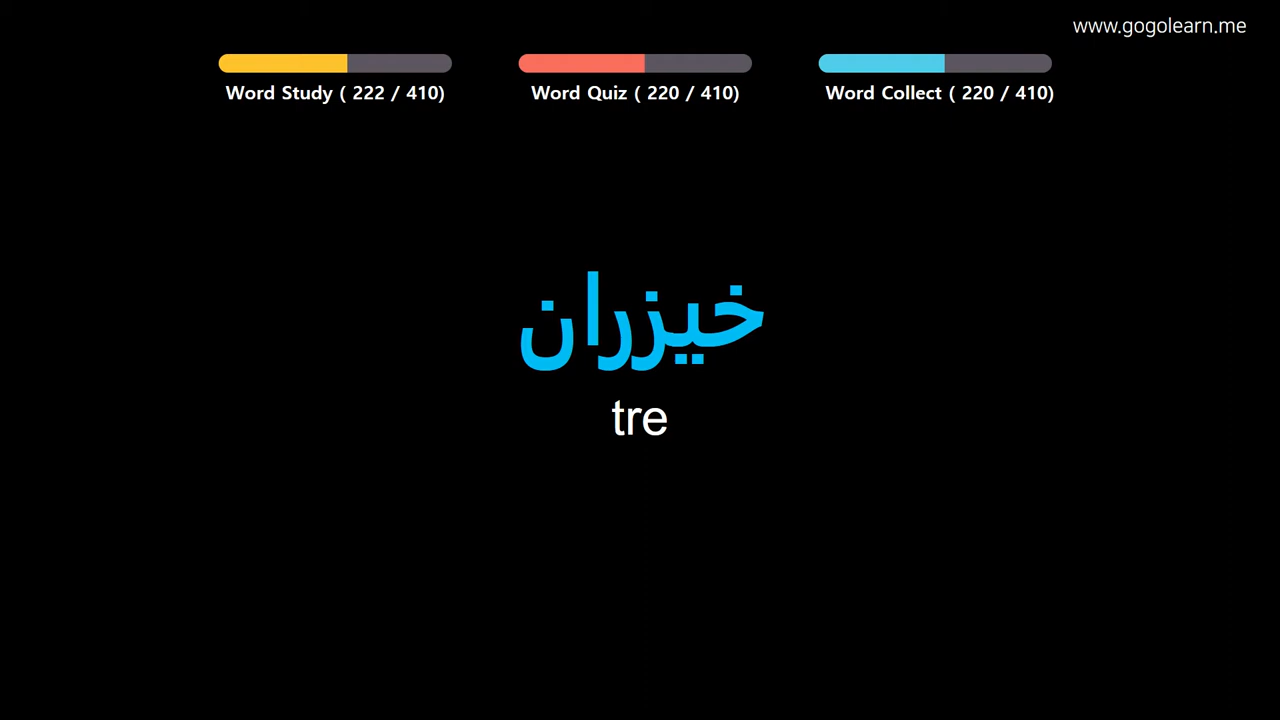 www.gogolearn.me
Word Study ( 222 / 410)
Word Quiz ( 220 / 410)
Word Collect ( 220 / 410)
خيزران
tre